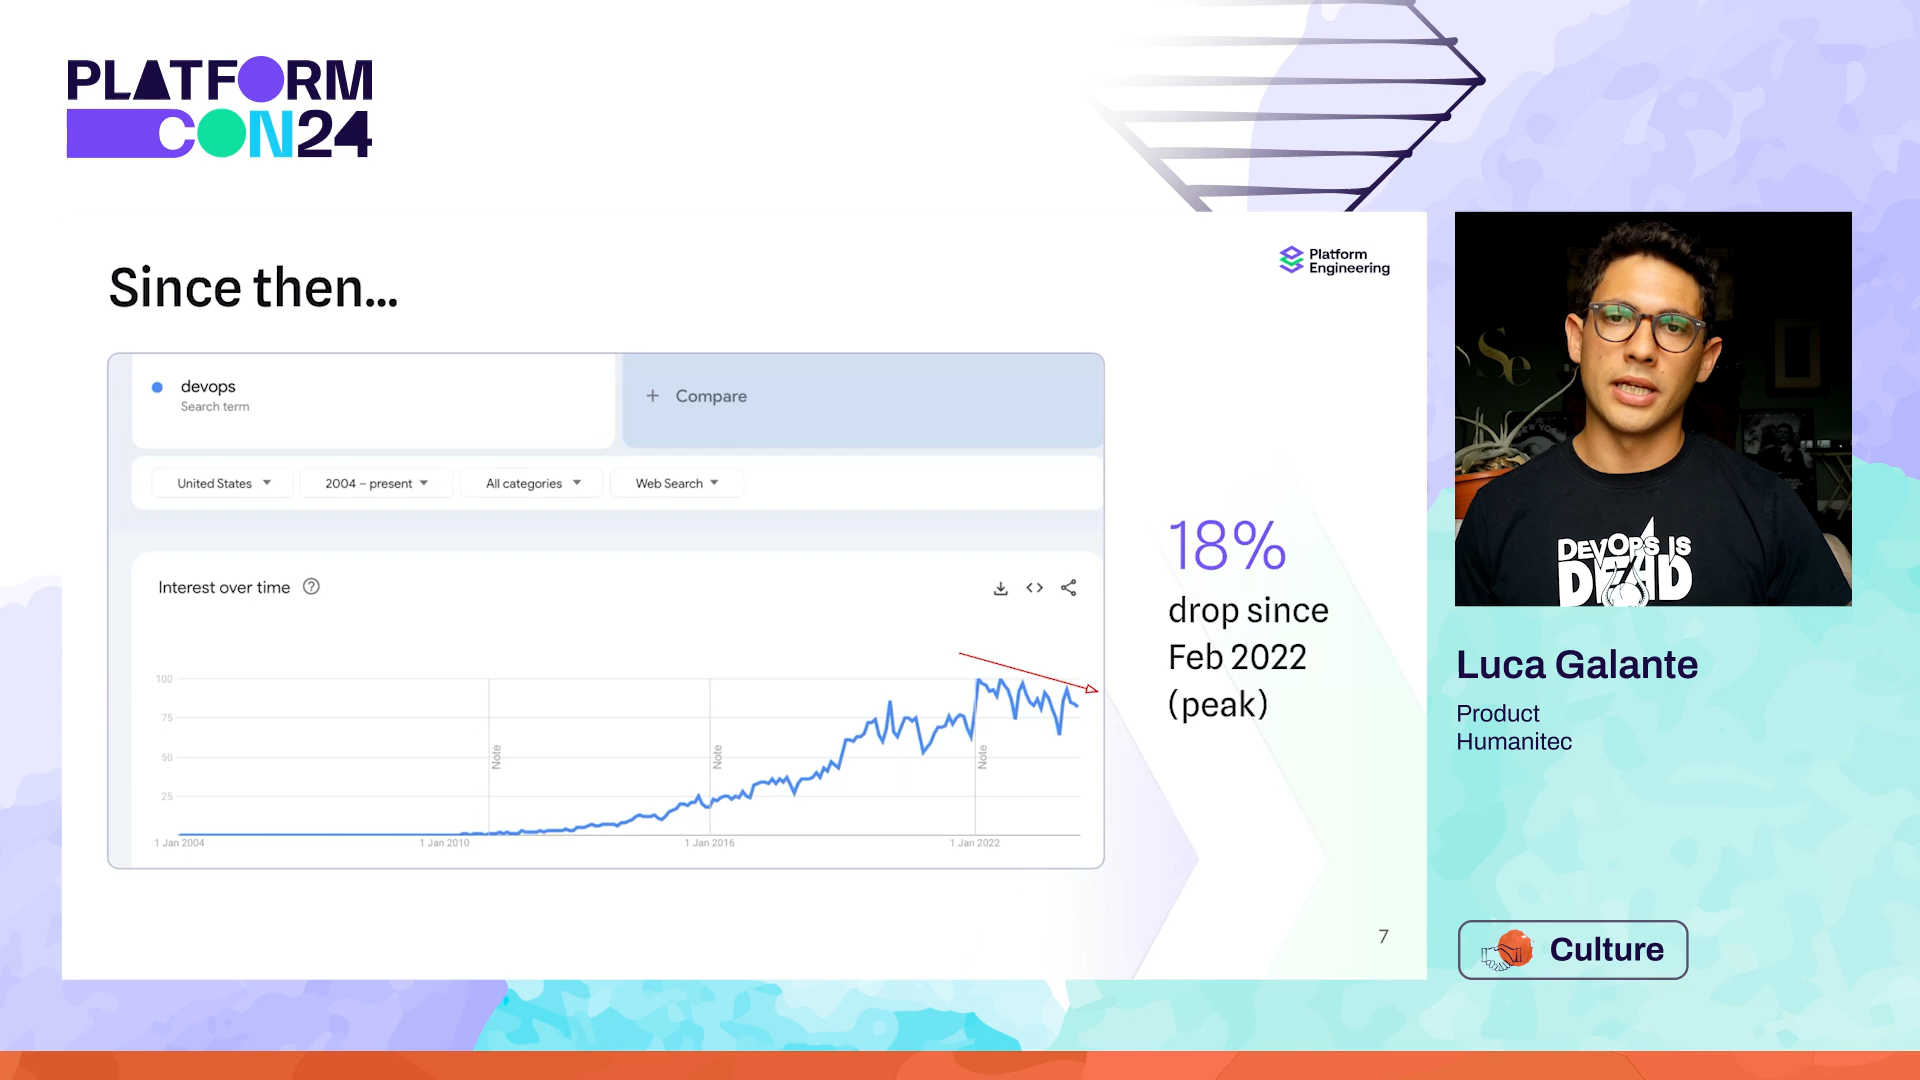 PLATFORM
CON24
Platform
Engineering
Since then...
devops
Search term
+ Compare
United States
2004 – present
All categories
Web Search
Interest over time
100
75
50
25
Note
Note
Note
1 Jan 2004
1 Jan 2010
1 Jan 2016
1 Jan 2022
18%
drop since
Feb 2022
(peak)
7
Se
DEVOPS IS
DEAD
Luca Galante
Product
Humanitec
Culture